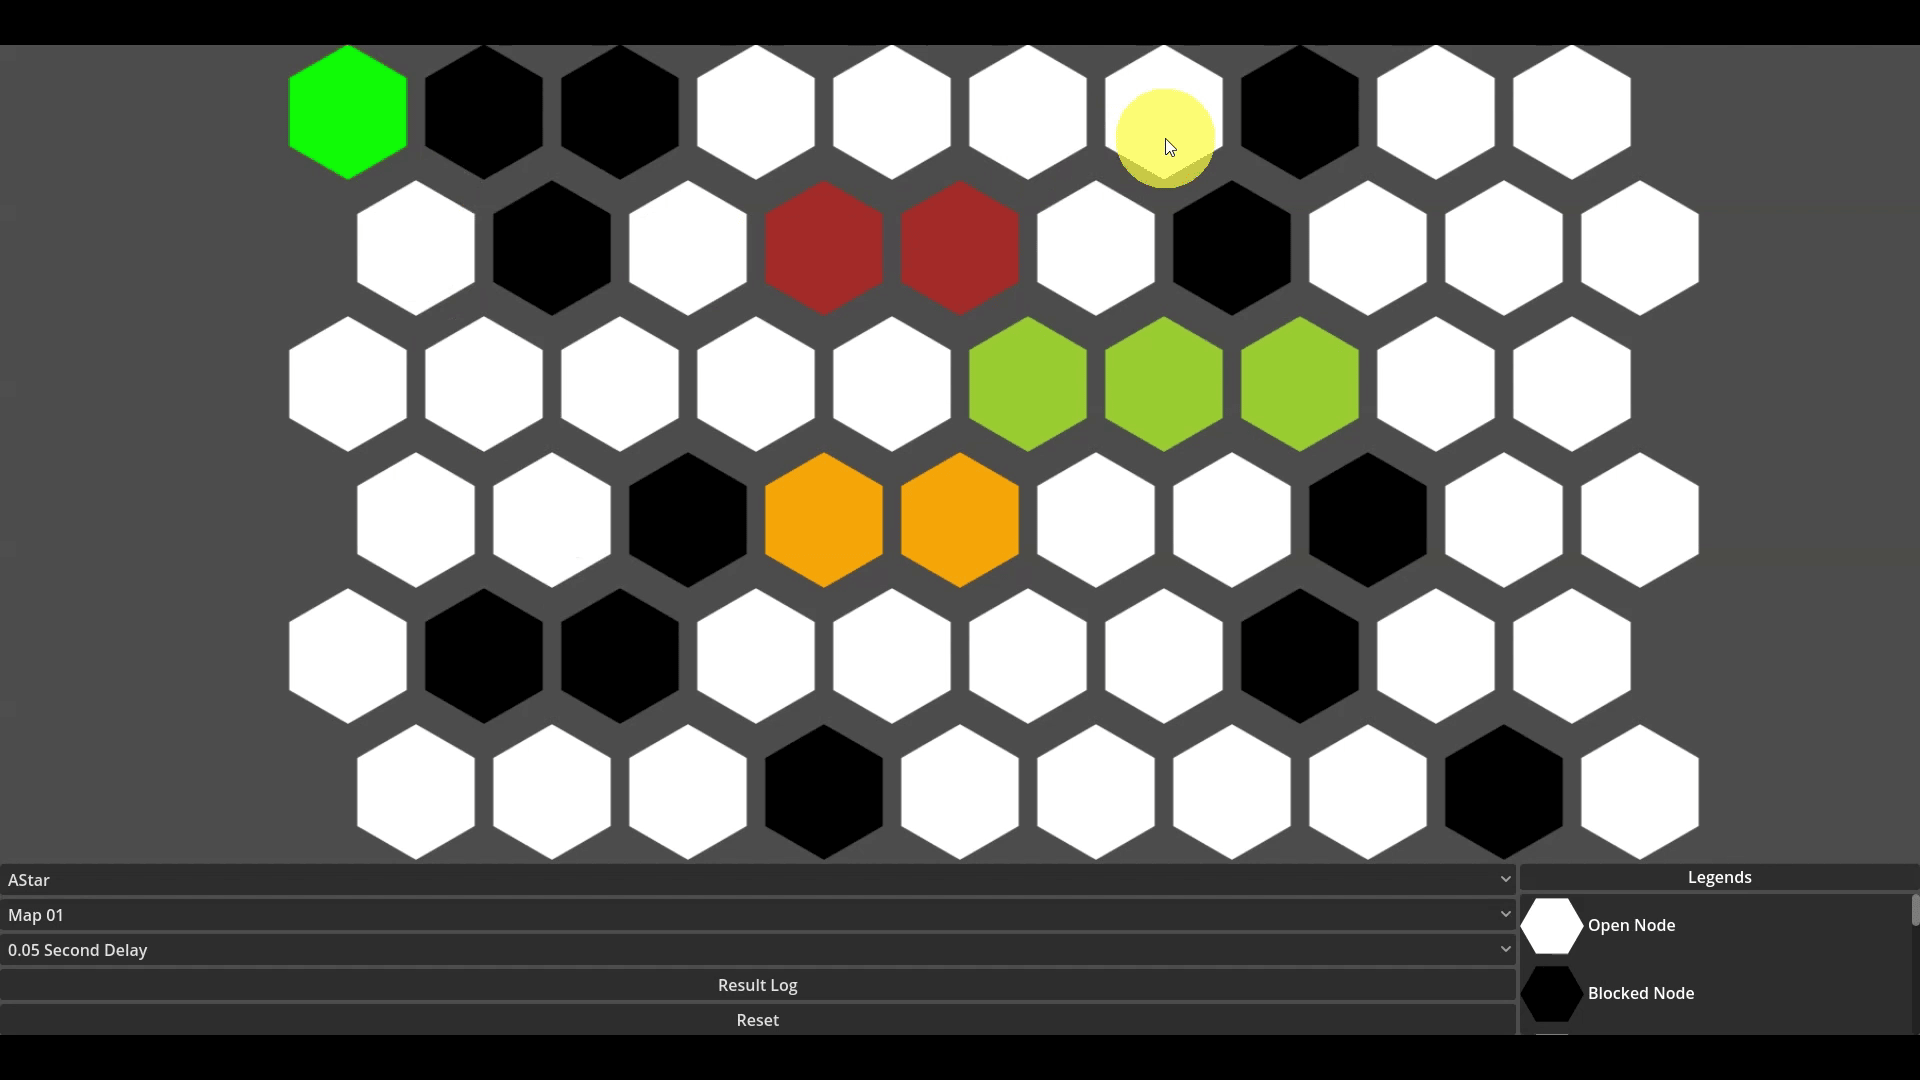 AStar
Map 01
0.05 Second Delay
Result Log
Reset
Legends
Open Node
Blocked Node